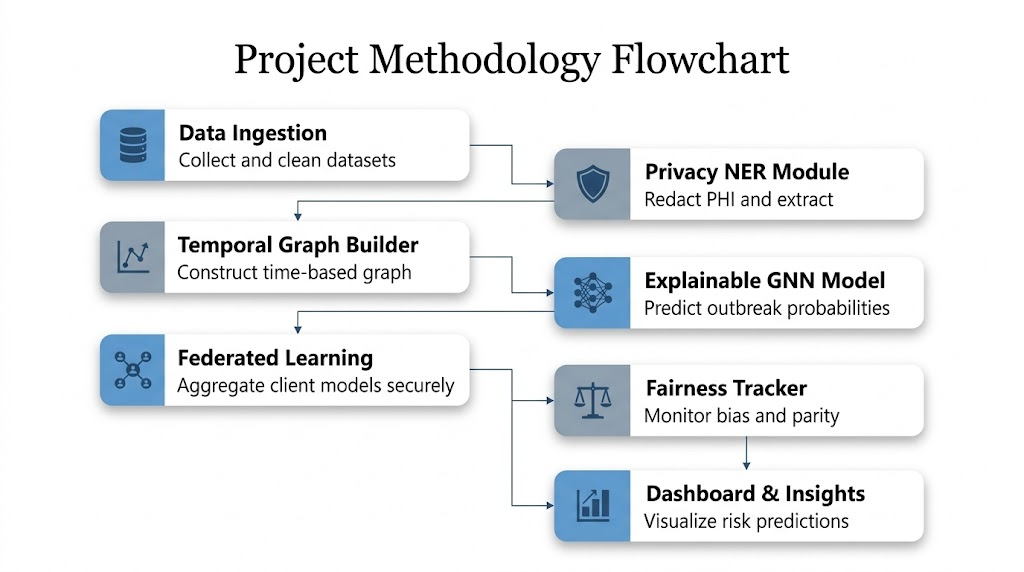 Project Methodology Flowchart
Data Ingestion
Collect and clean datasets
Privacy NER Module
Redact PHI and extract
Temporal Graph Builder
Construct time-based graph
Explainable GNN Model
Predict outbreak probabilities
Federated Learning
Aggregate client models securely
Fairness Tracker
Monitor bias and parity
Dashboard & Insights
Visualize risk predictions